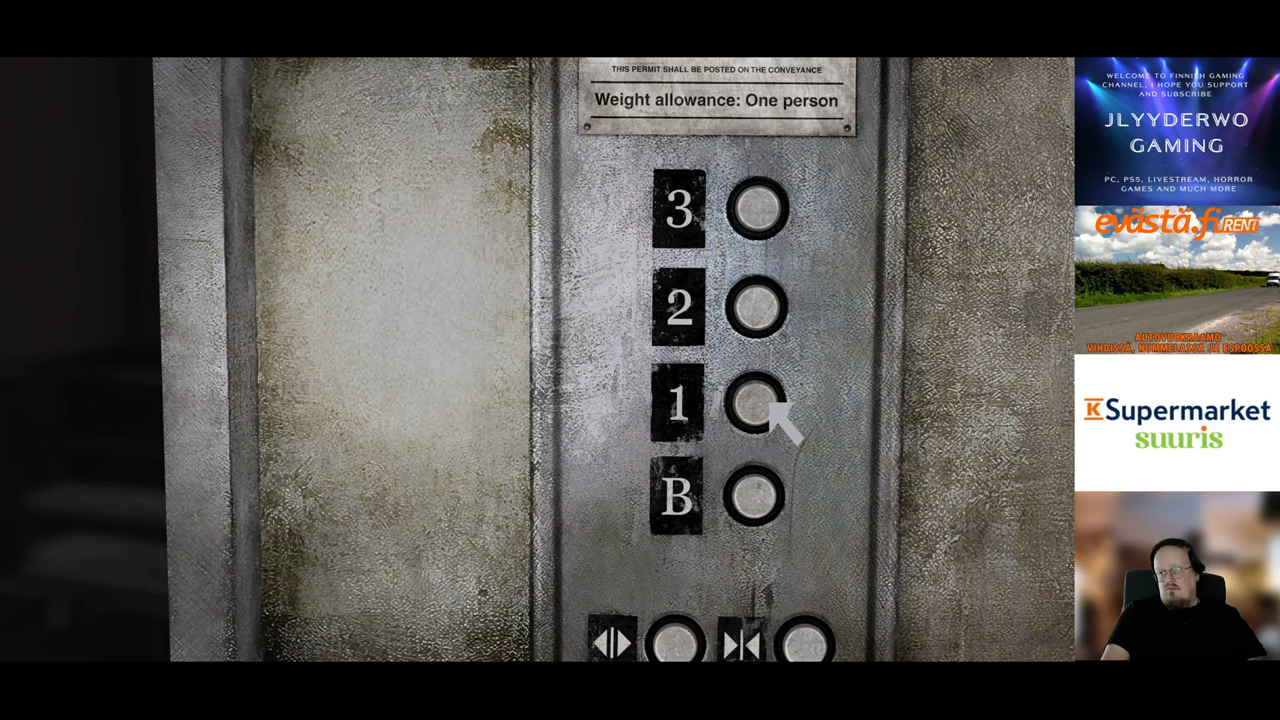 THIS PERMIT SHALL BE POSTED ON THE CONVEYANCE
Weight allowance: One person
3
2
1
B
WELCOME TO FINNISH GAMING
CHANNEL, I HOPE YOU SUPPORT
AND SUBSCRIBE
JLYYDERWO
GAMING
PC, PS5, LIVESTREAM, HORROR
GAMES AND MUCH MORE
evästä.fi
RENT
AUTOVUOKRAAMO
VIHDISSÄ, NUMMELASSA JA ESPOOSSA
K Supermarket
suuris